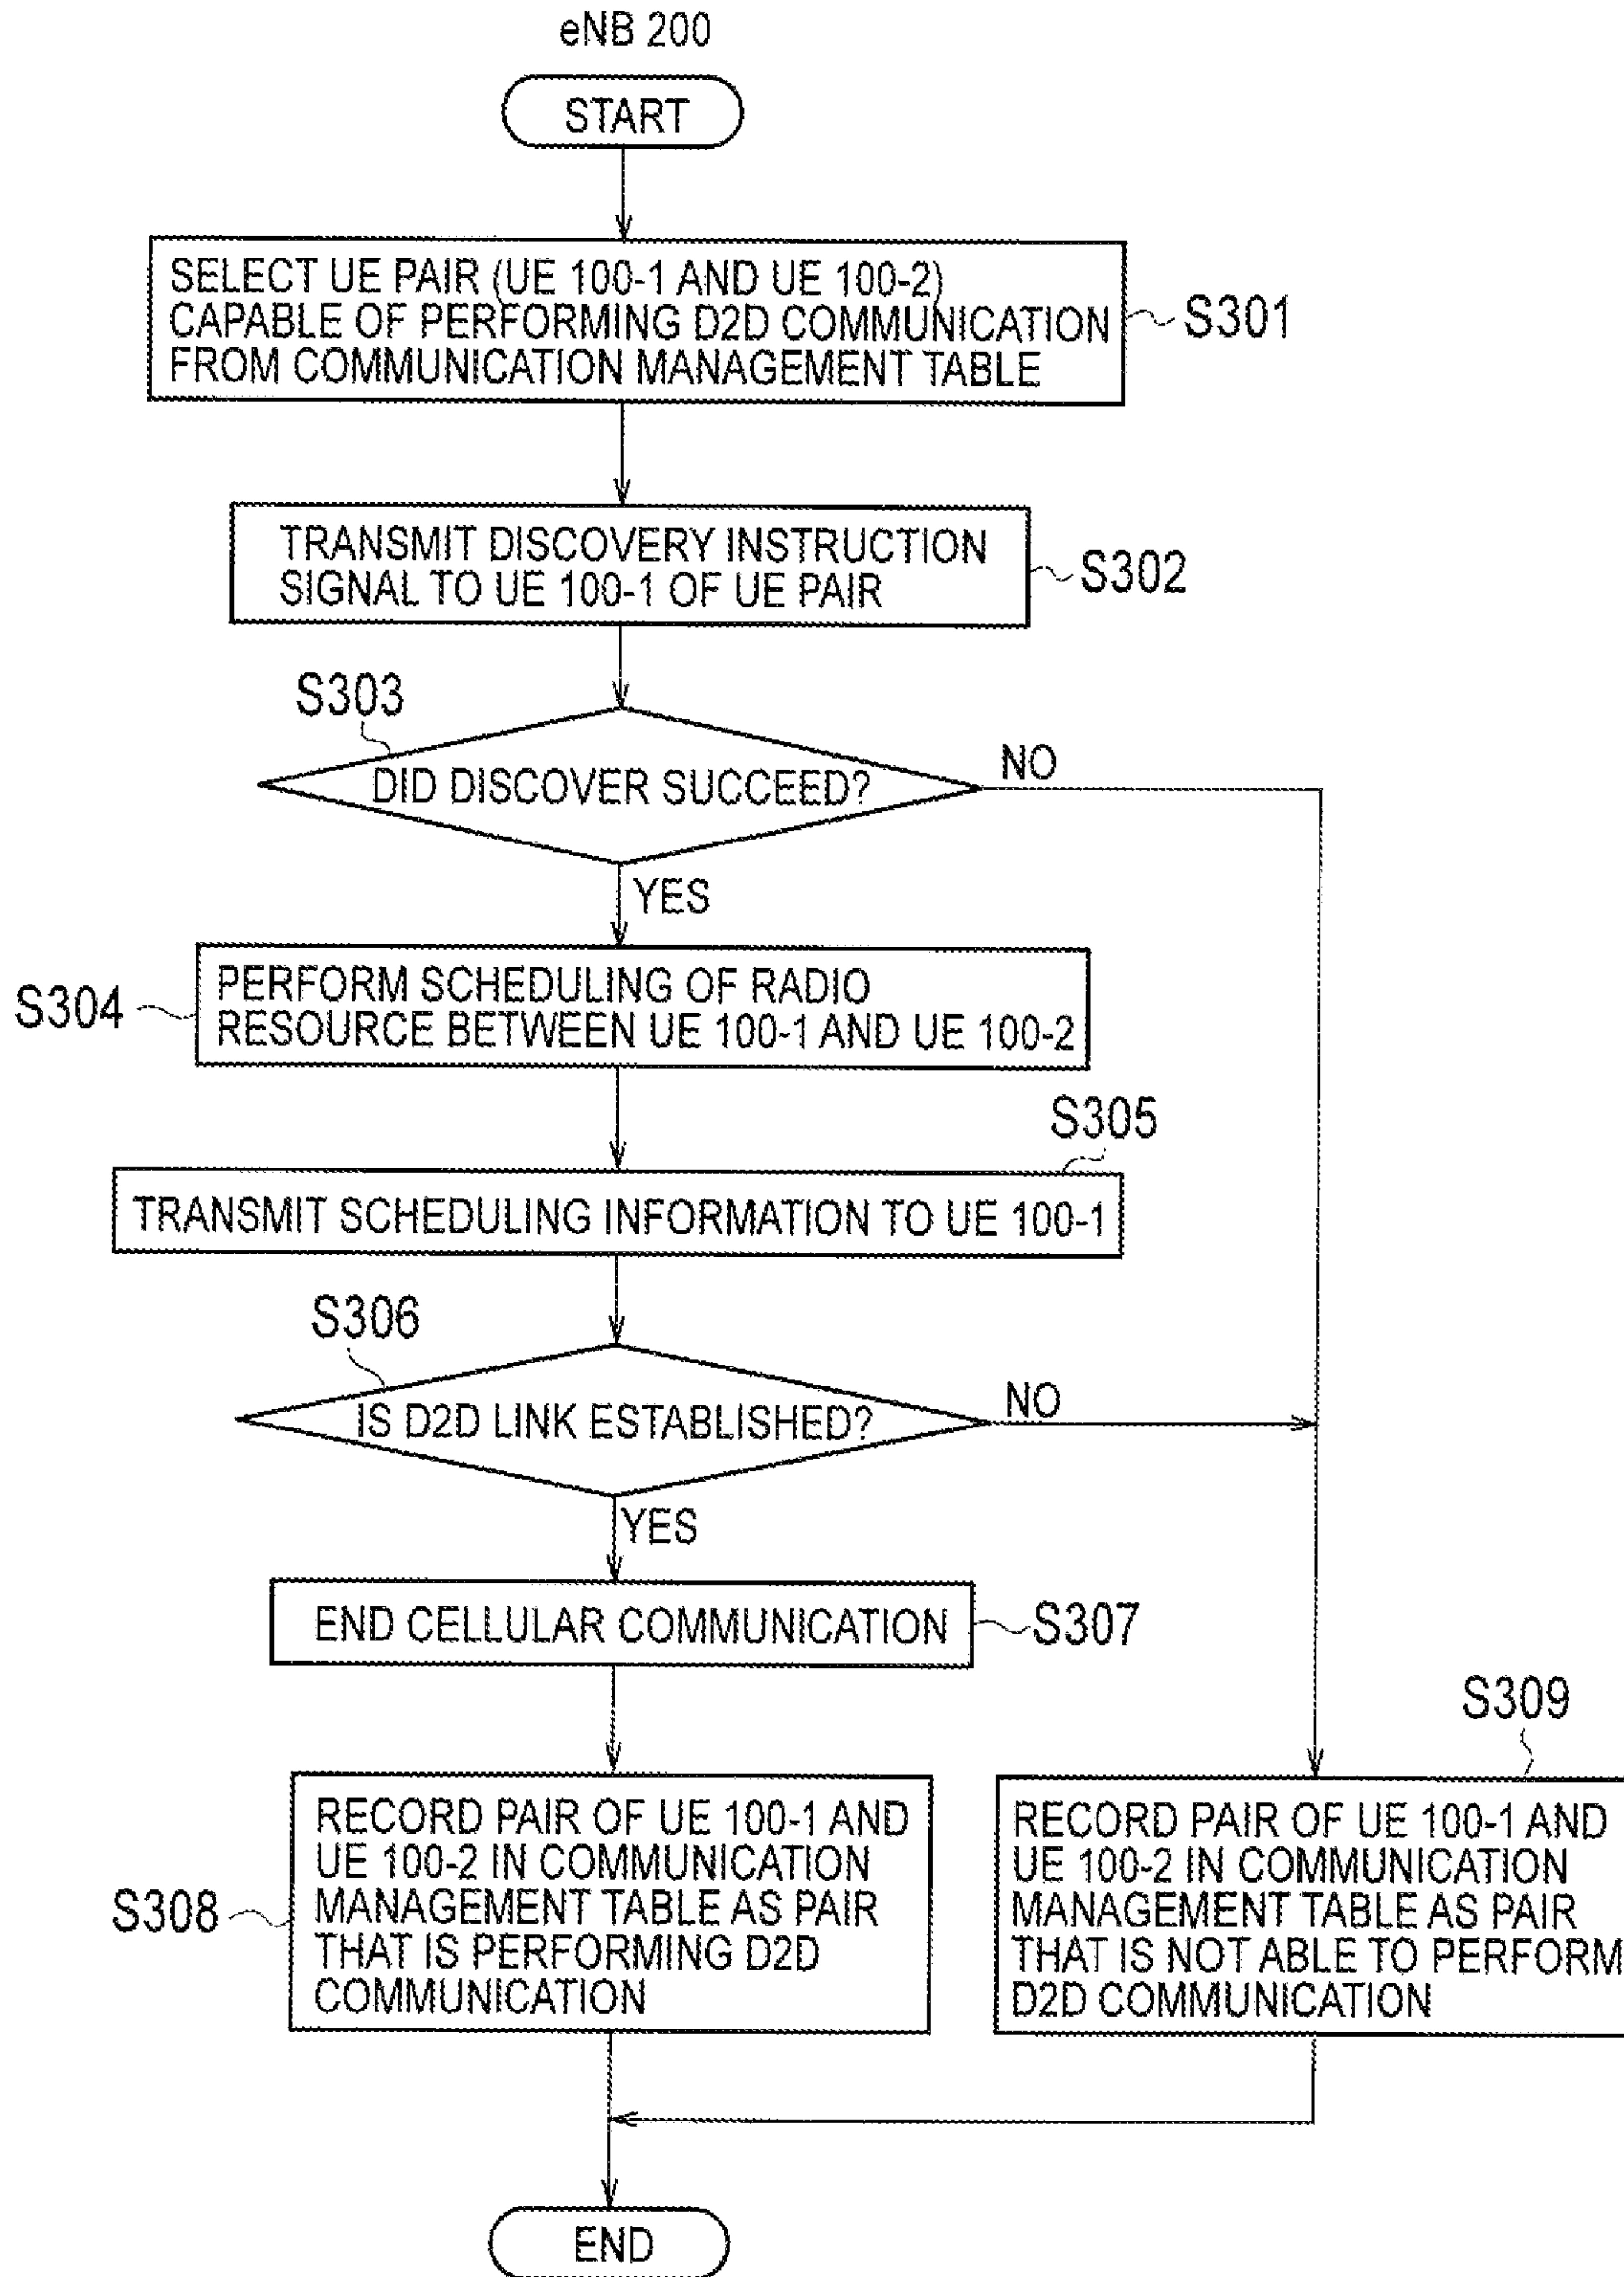 eNB 200
START
SELECT UE PAIR (UE 100-1 AND UE 100-2)
CAPABLE OF PERFORMING D2D COMMUNICATION
FROM COMMUNICATION MANAGEMENT TABLE
S301
TRANSMIT DISCOVERY INSTRUCTION
SIGNAL TO UE 100-1 OF UE PAIR
S302
S303
DID DISCOVER SUCCEED?
NO
YES
S304
PERFORM SCHEDULING OF RADIO
RESOURCE BETWEEN UE 100-1 AND UE 100-2
S305
TRANSMIT SCHEDULING INFORMATION TO UE 100-1
S306
IS D2D LINK ESTABLISHED?
NO
YES
END CELLULAR COMMUNICATION
S307
S308
RECORD PAIR OF UE 100-1 AND
UE 100-2 IN COMMUNICATION
MANAGEMENT TABLE AS PAIR
THAT IS PERFORMING D2D
COMMUNICATION
S309
RECORD PAIR OF UE 100-1 AND
UE 100-2 IN COMMUNICATION
MANAGEMENT TABLE AS PAIR
THAT IS NOT ABLE TO PERFORM
D2D COMMUNICATION
END